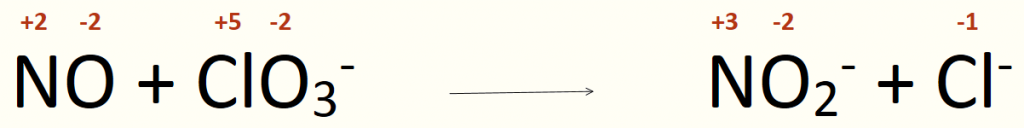 +2 -2 +5 -2 +3 -2 -1
NO + ClO₃⁻ ⟶ NO₂⁻ + Cl⁻